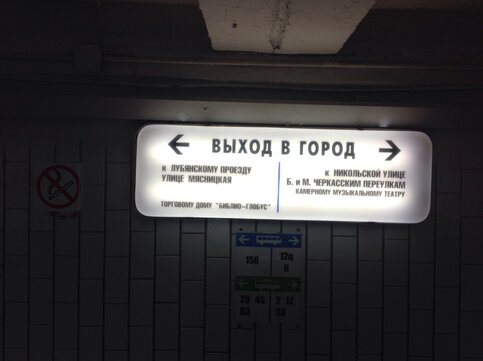 ВЫХОД В ГОРОД
к ЛУБЯНСКОМУ ПРОЕЗДУ
УЛИЦЕ МЯСНИЦКАЯ
ТОРГОВОМУ ДОМУ "БИБЛИО-ГЛОБУС"
к НИКОЛЬСКОЙ УЛИЦЕ
Б. и М. ЧЕРКАССКИМ ПЕРЕУЛКАМ
КАМЕРНОМУ МУЗЫКАЛЬНОМУ ТЕАТРУ
158
12ц
Н
25 45
63
2 12
33